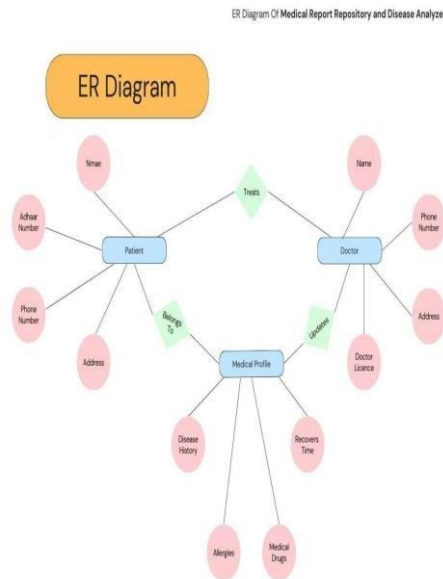 ER Diagram Of Medical Report Repository and Disease Analyze
ER Diagram
Nmae
Name
Treats
Adhaar
Number
Phone
Number
Patient
Doctor
Phone
Number
Address
Belongs
To
Updates
Address
Medical Profile
Doctor
Licence
Disease
History
Recovers
Time
Allergies
Medical
Drugs